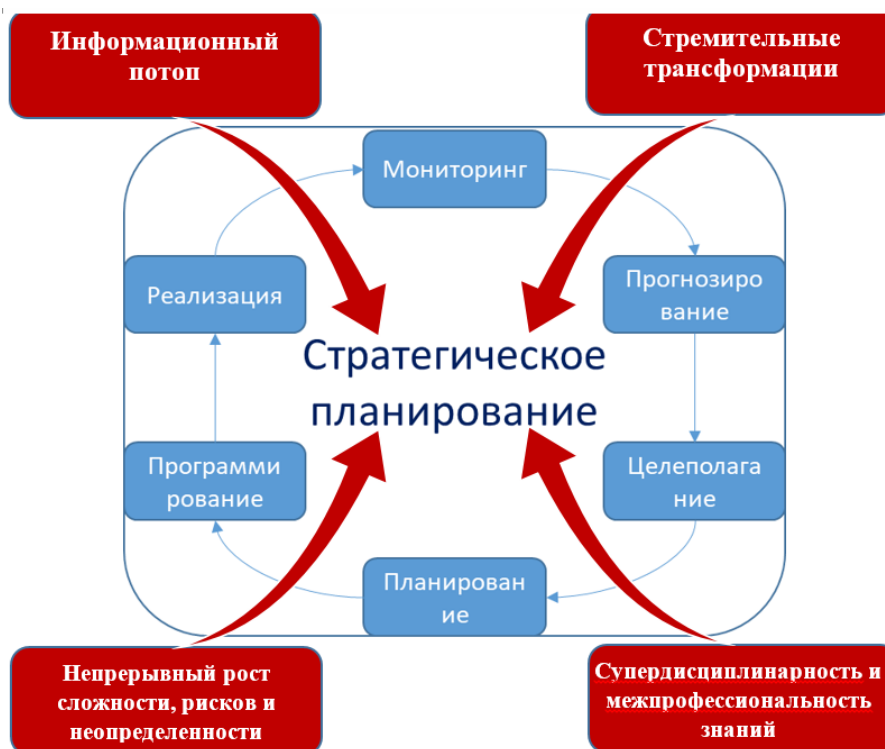 Информационный
потоп
Стремительные
трансформации
Мониторинг
Реализация
Прогнозиро
вание
Стратегическое
планирование
Программи
рование
Целеполага
ние
Планирован
ие
Непрерывный рост
сложности, рисков и
неопределенности
Супердисциплинарность и
межпрофессиональность
знаний